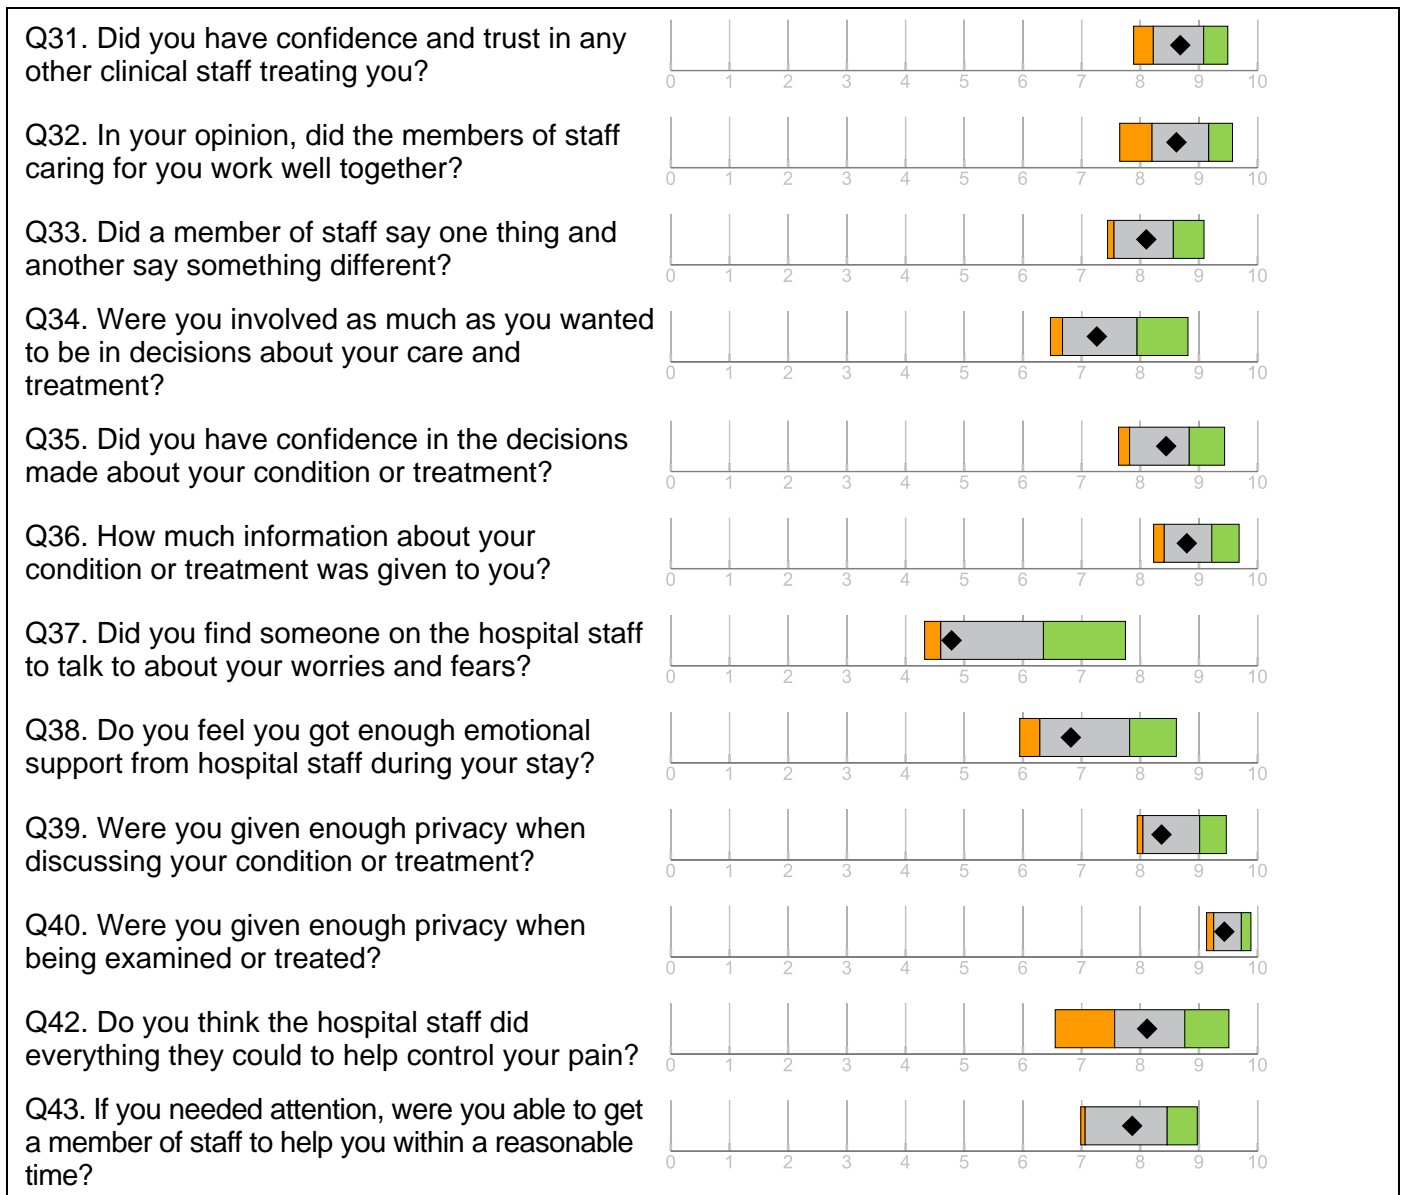 Q31. Did you have confidence and trust in any
other clinical staff treating you?
0 1 2 3 4 5 6 7 8 9 10
Q32. In your opinion, did the members of staff
caring for you work well together?
0 1 2 3 4 5 6 7 8 9 10
Q33. Did a member of staff say one thing and
another say something different?
0 1 2 3 4 5 6 7 8 9 10
Q34. Were you involved as much as you wanted
to be in decisions about your care and
treatment?
0 1 2 3 4 5 6 7 8 9 10
Q35. Did you have confidence in the decisions
made about your condition or treatment?
0 1 2 3 4 5 6 7 8 9 10
Q36. How much information about your
condition or treatment was given to you?
0 1 2 3 4 5 6 7 8 9 10
Q37. Did you find someone on the hospital staff
to talk to about your worries and fears?
0 1 2 3 4 5 6 7 8 9 10
Q38. Do you feel you got enough emotional
support from hospital staff during your stay?
0 1 2 3 4 5 6 7 8 9 10
Q39. Were you given enough privacy when
discussing your condition or treatment?
0 1 2 3 4 5 6 7 8 9 10
Q40. Were you given enough privacy when
being examined or treated?
0 1 2 3 4 5 6 7 8 9 10
Q42. Do you think the hospital staff did
everything they could to help control your pain?
0 1 2 3 4 5 6 7 8 9 10
Q43. If you needed attention, were you able to get
a member of staff to help you within a reasonable
time?
0 1 2 3 4 5 6 7 8 9 10